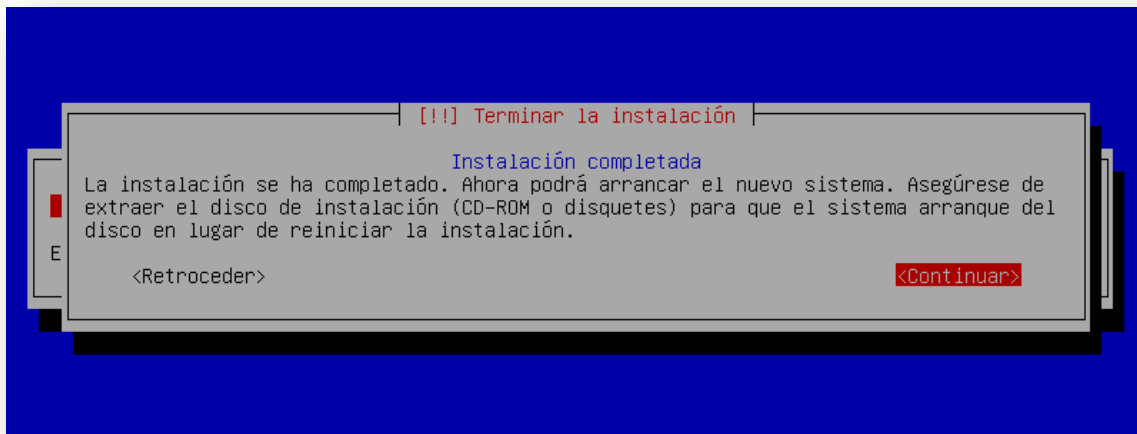 [!!] Terminar la instalación
Instalación completada
La instalación se ha completado. Ahora podrá arrancar el nuevo sistema. Asegúrese de
extraer el disco de instalación (CD-ROM o disquetes) para que el sistema arranque del
disco en lugar de reiniciar la instalación.
E
<Retroceder> <Continuar>